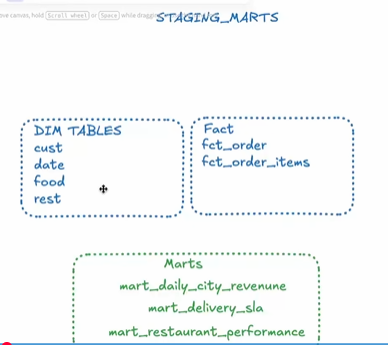 ove canvas, hold Scroll wheel or Space while dragging
STAGING_MARTS
DIM TABLES
cust
date
food
rest
Fact
fct_order
fct_order_items
Marts
mart_daily_city_revenune
mart_delivery_sla
mart_restaurant_performance